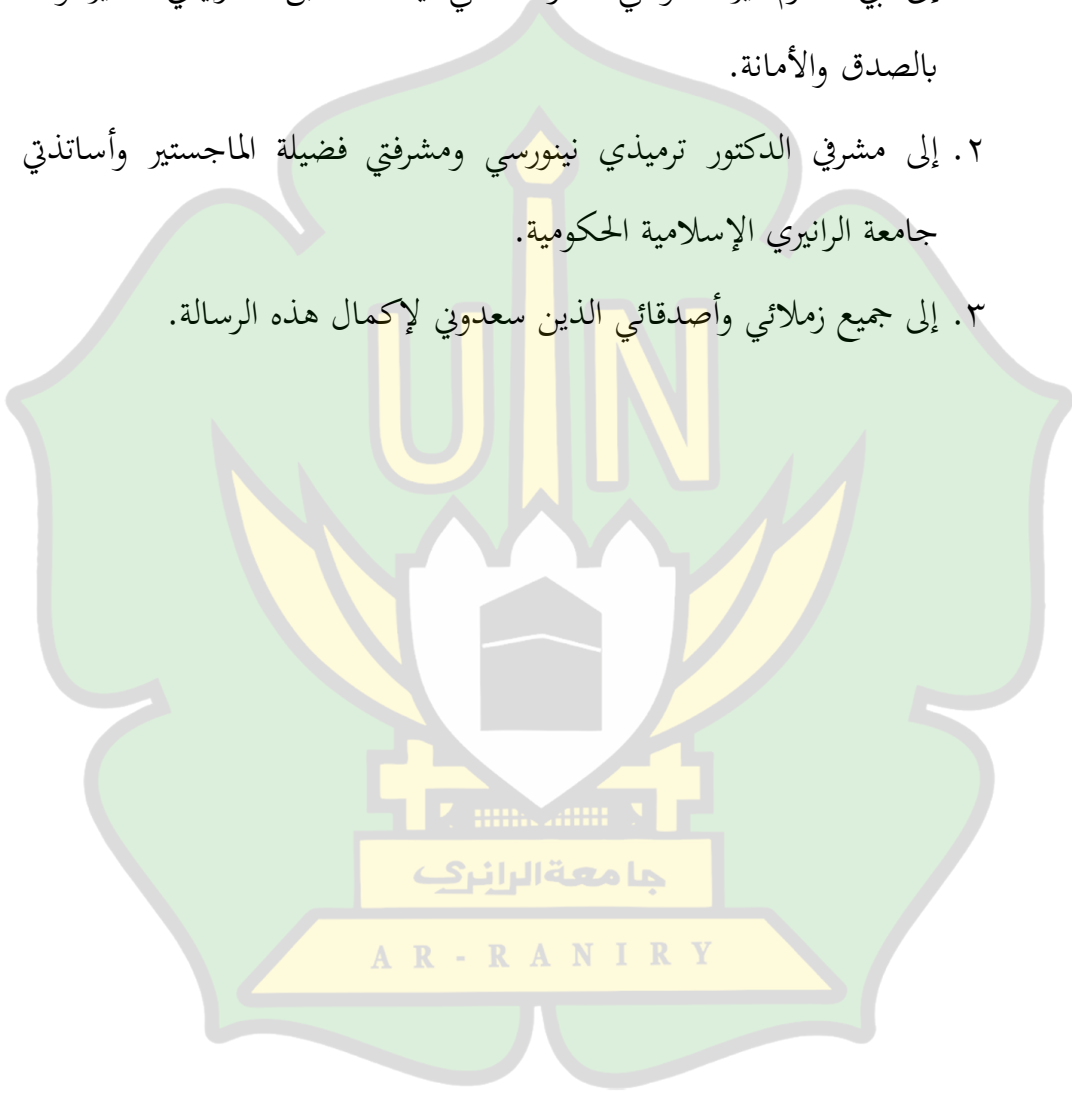 بالصدق والأمانة.
٢. إلى مشرفي الدكتور ترميذي نينورسي ومشرفتي فضيلة الماجستير وأساتذتي
جامعة الرانيري الإسلامية الحكومية.
٣. إلى جميع زملائي وأصدقائي الذين سعدوني لإكمال هذه الرسالة.
UIN
جامعة الرانري
AR-RANIRY